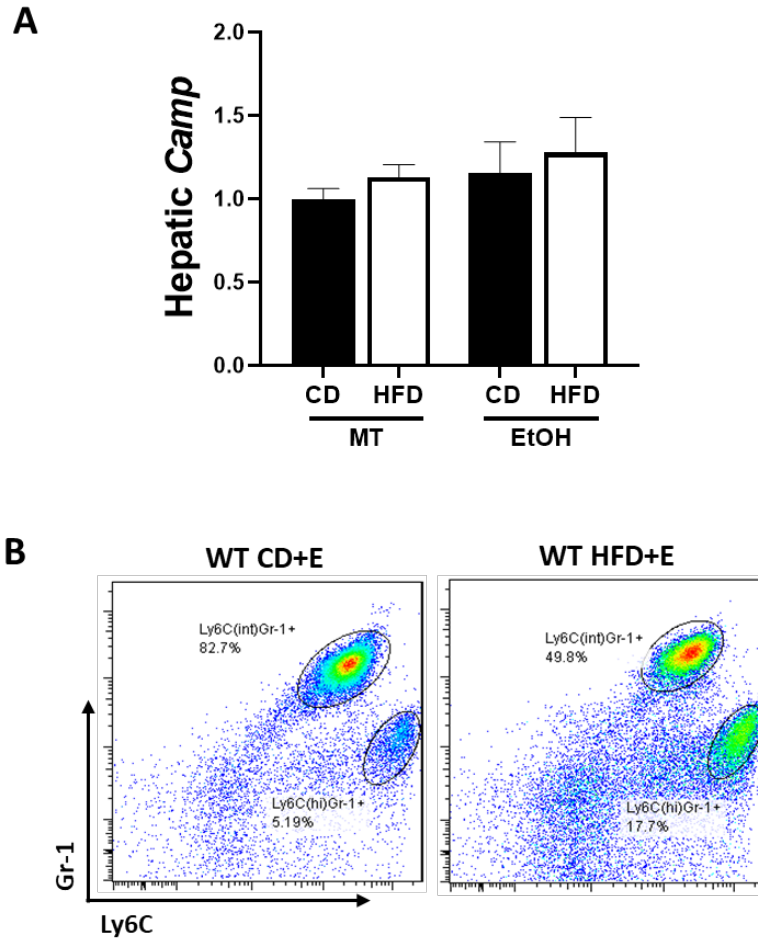 A
Hepatic Camp
2.0
1.5
1.0
0.5
0.0
CD HFD CD HFD
MT EtOH
B
WT CD+E WT HFD+E
Ly6C(int)Gr-1+
82.7%
Ly6C(hi)Gr-1+
5.19%
Ly6C(int)Gr-1+
49.8%
Ly6C(hi)Gr-1+
17.7%
Gr-1
Ly6C